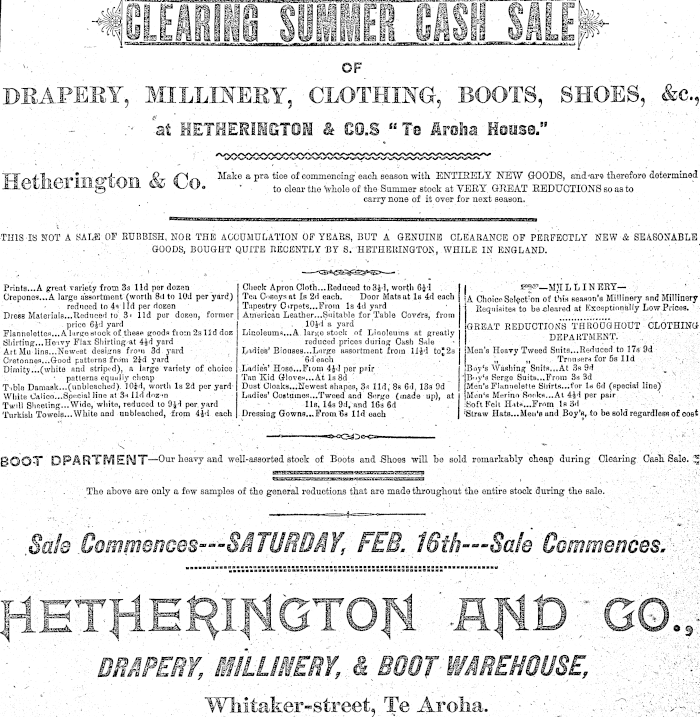 CLEARING SUMMER CASH SALE
OF
DRAPERY, MILLINERY, CLOTHING, BOOTS, SHOES, &c.,
at HETHERINGTON & CO.S "Te Aroha House."
Hetherington & Co.
Make a pra tice of commencing each season with ENTIRELY NEW GOODS, and are therefore determined
to clear the whole of the Summer stock at VERY GREAT REDUCTIONS so as to
carry none of it over for next season.
THIS IS NOT A SALE OF RUBBISH, NOR THE ACCUMULATION OF YEARS, BUT A GENUINE CLEARANCE OF PERFECTLY NEW & SEASONABLE
GOODS, BOUGHT QUITE RECENTLY BY S. HETHERINGTON, WHILE IN ENGLAND.
Prints...A great variety from 3s 11d per dozen
Crepones...A large assortment (worth 8d to 10d per yard)
reduced to 4s 11d per dozen
Dress Materials...Reduced to 3s 11d per dozen, former
price 6½d yard
Flannelettes...A large stock of these goods from 2s 11d doz
Shirting...Heavy Flax Shirting at 4½d yard
Art Muslins...Newest designs from 3d yard
Cretonnes...Good patterns from 2½d yard
Dimity...(white and striped), a large variety of choice
patterns equally cheap
Table Damask...(unbleached), 10½d, worth 1s 2d per yard
White Calico...Special line at 3s 11d dozen
Twill Sheeting...Wide, white, reduced to 9½d per yard
Turkish Towels...White and unbleached, from 4½d each
Check Apron Cloth...Reduced to 3½d, worth 6½d
Tea Coseys at 1s 2d each. Door Mats at 1s 4d each
Tapestry Carpets...From 1s 4d yard
American Leather...Suitable for Table Covers, from
10½d a yard
Linoleums...A large stock of Linoleums at greatly
reduced prices during Cash Sale
Ladies' Blouses...Large assortment from 11½d to 2s
6d each
Ladies' Hose...From 4½d per pair
Tan Kid Gloves...At 1s 8d
Dust Cloaks...Newest shapes, 3s 11d, 8s 6d, 13s 9d
Ladies' Costumes...Tweed and Serge (made up), at
11s, 14s 9d, and 16s 6d
Dressing Gowns...From 6s 11d each
—MILLINERY—
A Choice Selection of this season's Millinery and Millinery
Requisites to be cleared at Exceptionally Low Prices.
GREAT REDUCTIONS THROUGHOUT CLOTHING
DEPARTMENT.
Men's Heavy Tweed Suits...Reduced to 17s 9d
" " Trousers for 5s 11d
Boy's Washing Suits...At 3s 9d
Boy's Serge Suits...From 3s 3d
Men's Flannelette Shirts...for 1s 6d (special line)
Men's Merino Socks...At 4½d per pair
Soft Felt Hats...From 1s 3d
Straw Hats...Men's and Boy's, to be sold regardless of cost
BOOT DPARTMENT—Our heavy and well-assorted stock of Boots and Shoes will be sold remarkably cheap during Clearing Cash Sale.
The above are only a few samples of the general reductions that are made throughout the entire stock during the sale.
Sale Commences---SATURDAY, FEB. 16th---Sale Commences.
HETHERINGTON AND CO.,
DRAPERY, MILLINERY, & BOOT WAREHOUSE,
Whitaker-street, Te Aroha.